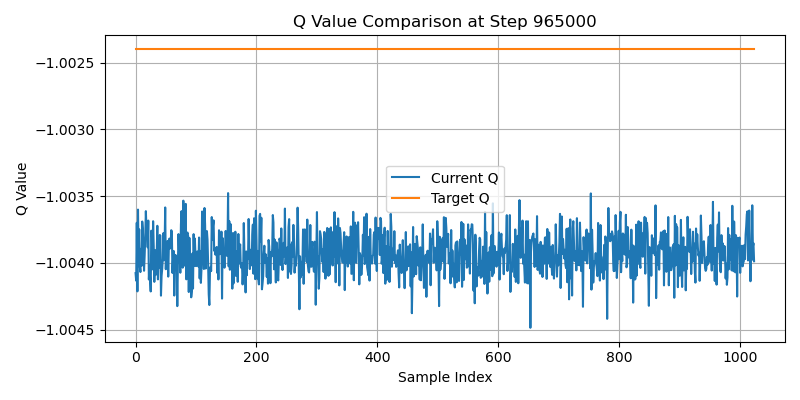 Q Value Comparison at Step 965000
Q Value
−1.0025
−1.0030
−1.0035
−1.0040
−1.0045
Current Q
Target Q
0
200
400
600
800
1000
Sample Index